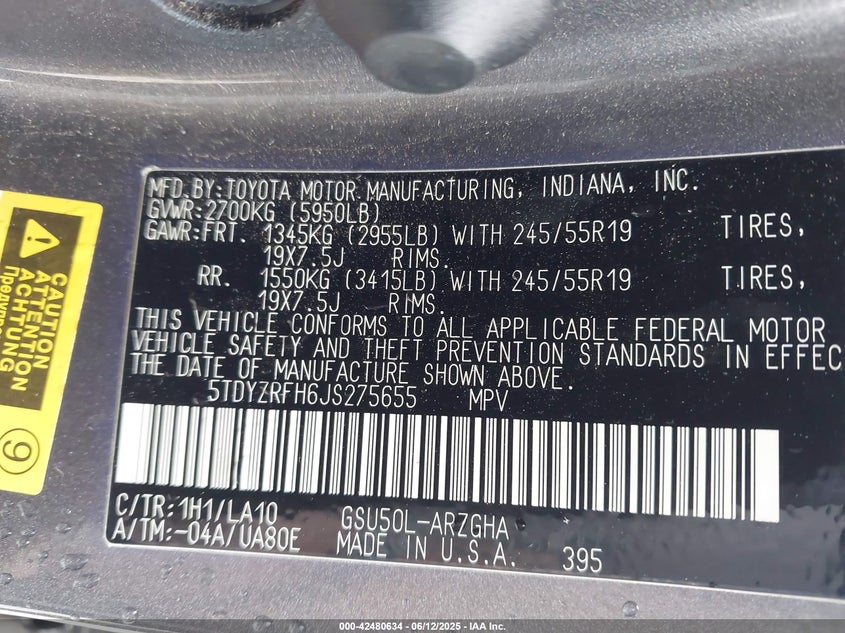 MFD.BY:TOYOTA MOTOR MANUFACTURING, INDIANA, INC.
GVWR:2700KG (5950LB)
GAWR:FRT. 1345KG (2955LB) WITH 245/55R19 TIRES,
19X7.5J RIMS.
RR. 1550KG (3415LB) WITH 245/55R19 TIRES,
19X7.5J RIMS.
THIS VEHICLE CONFORMS TO ALL APPLICABLE FEDERAL MOTOR
VEHICLE SAFETY AND THEFT PREVENTION STANDARDS IN EFFEC
THE DATE OF MANUFACTURE SHOWN ABOVE.
5TDYZRFH6JS275655 MPV
C/TR:1H1/LA10 GSU50L-ARZGHA
A/TM:-04A/UA80E MADE IN U.S.A. 395
CAUTION
ATTENTION
ACHTUNG
9
000-42480634 - 06/12/2025 - IAA Inc.